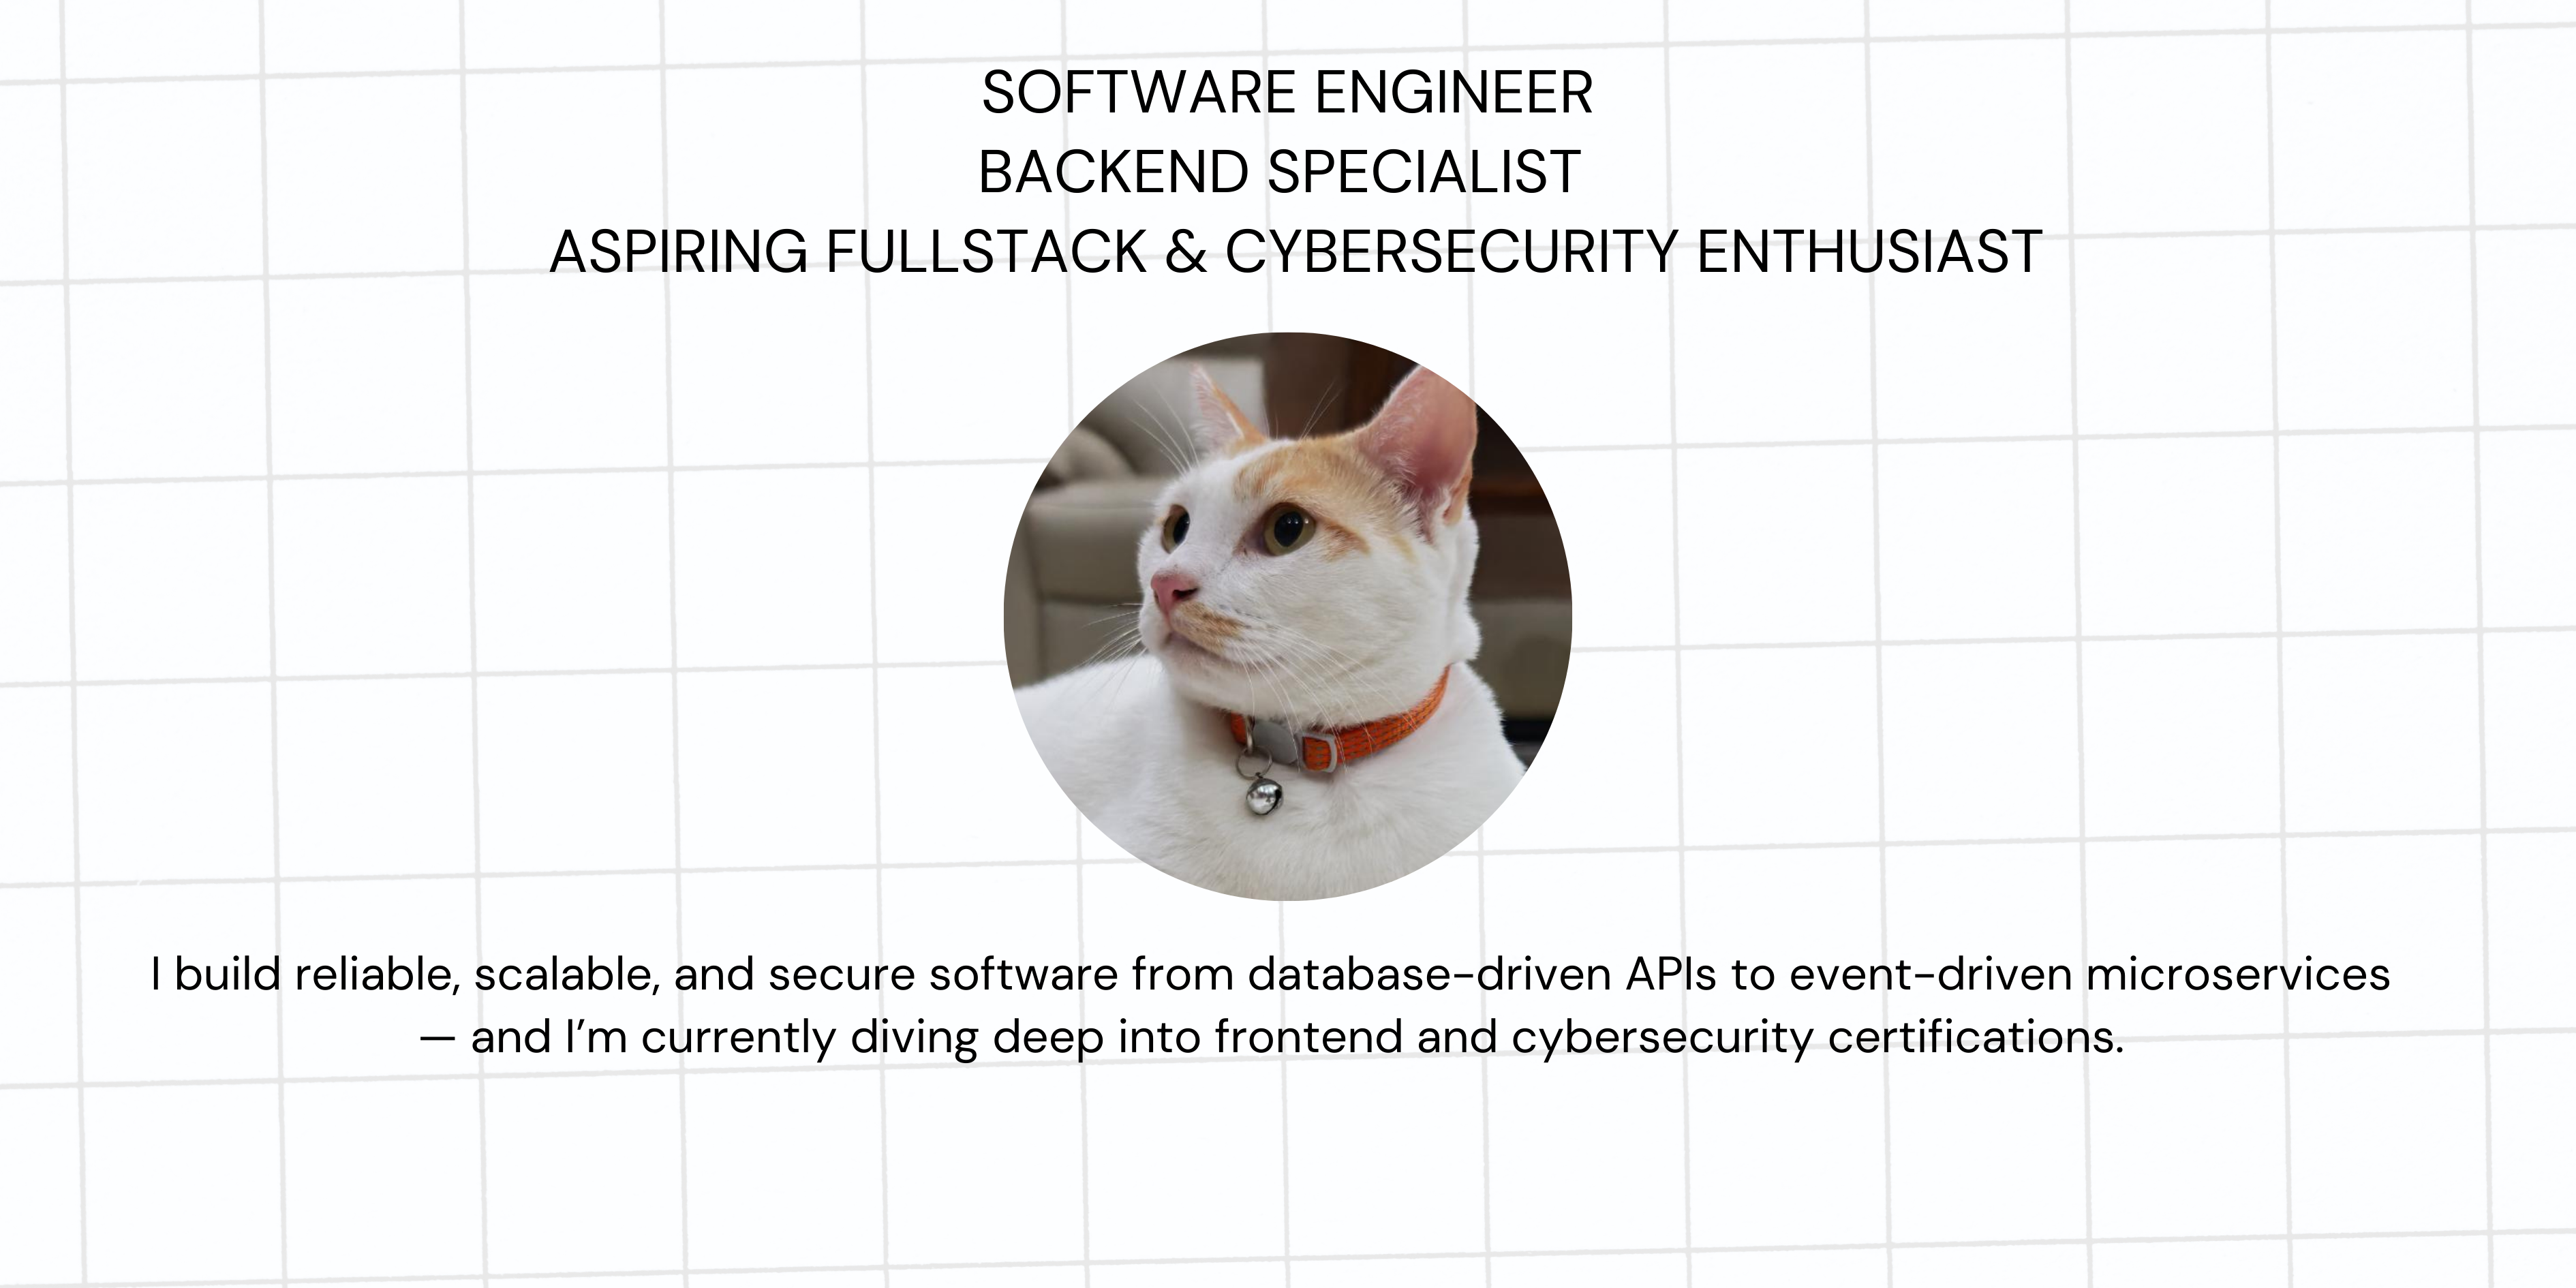 SOFTWARE ENGINEER
BACKEND SPECIALIST
ASPIRING FULLSTACK & CYBERSECURITY ENTHUSIAST
I build reliable, scalable, and secure software from database-driven APIs to event-driven microservices
— and I’m currently diving deep into frontend and cybersecurity certifications.